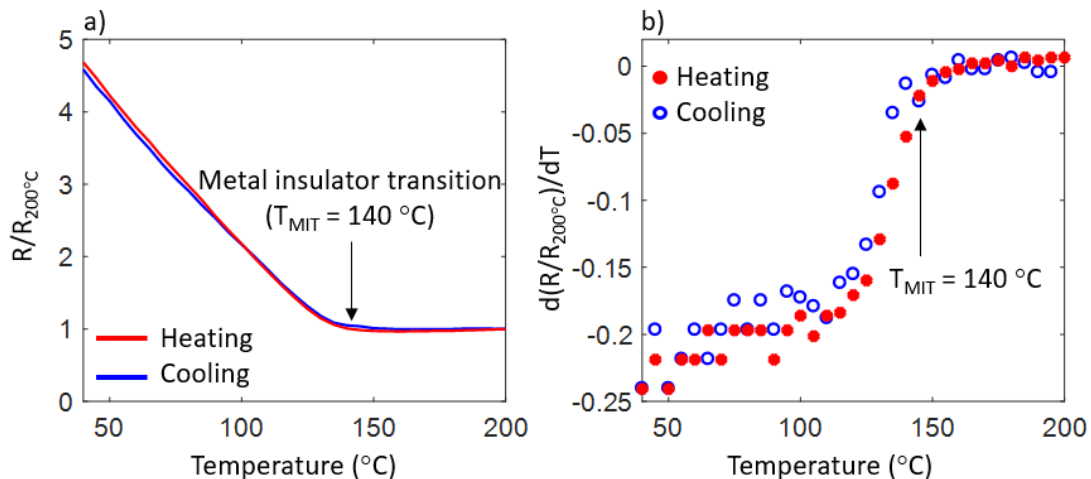 a)
5
4
3
2
1
0
R/R200°C
Metal insulator transition
(TMIT = 140 °C)
Heating
Cooling
50
100
150
200
Temperature (°C)
b)
0
-0.05
-0.1
-0.15
-0.2
-0.25
d(R/R200°C)/dT
Heating
Cooling
TMIT = 140 °C
50
100
150
200
Temperature (°C)